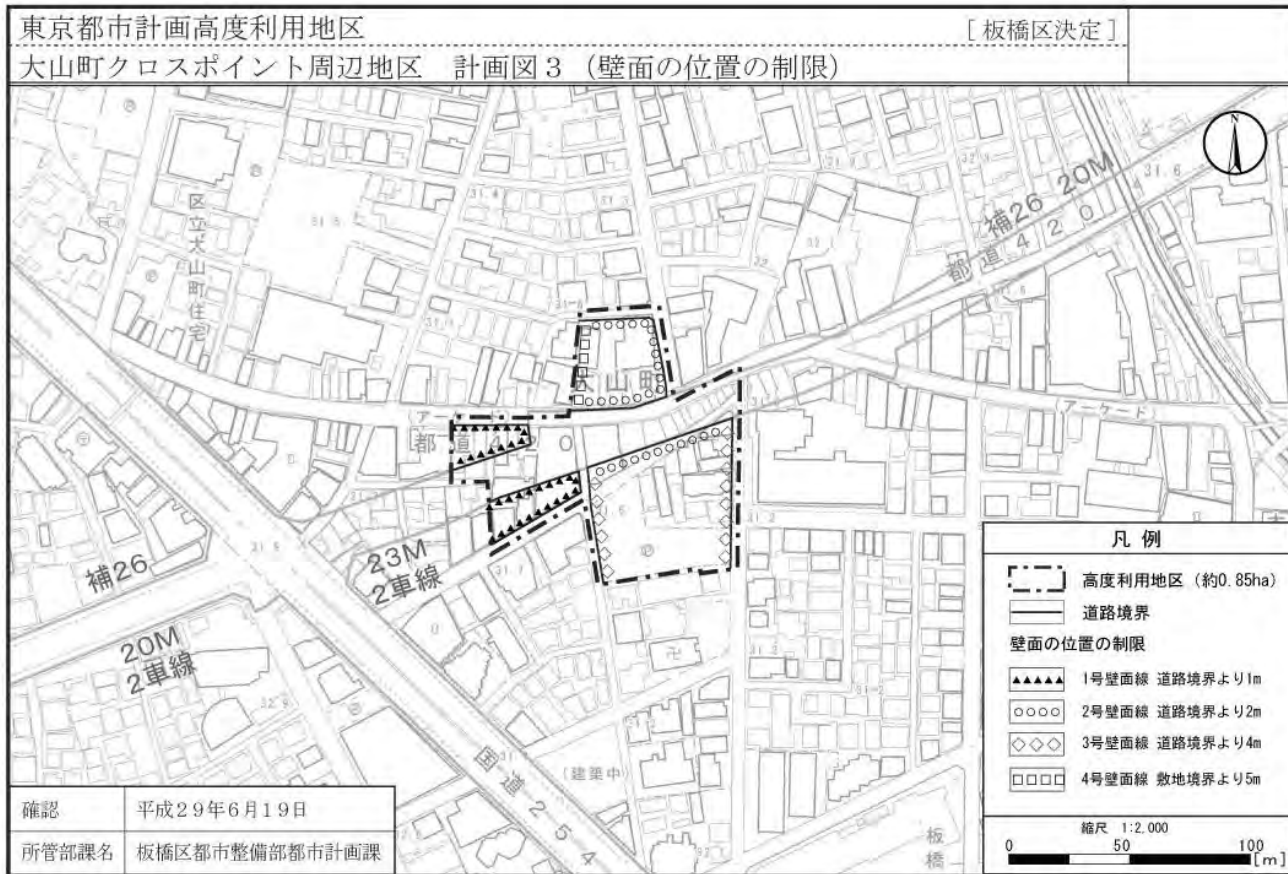 東京都市計画高度利用地区
[板橋区決定]
大山町クロスポイント周辺地区 計画図3 (壁面の位置の制限)
N
区立大山町住宅
補26 20M
都道420
31.6
大山町
(アーケード)
都道420
23M
2車線
補26
20M
2車線
国道254
(建築中)
板橋
凡例
高度利用地区 (約0.85ha)
道路境界
壁面の位置の制限
1号壁面線 道路境界より1m
2号壁面線 道路境界より2m
3号壁面線 道路境界より4m
4号壁面線 敷地境界より5m
縮尺 1:2,000
0 50 100
[m]
確認 平成29年6月19日
所管部課名 板橋区都市整備部都市計画課